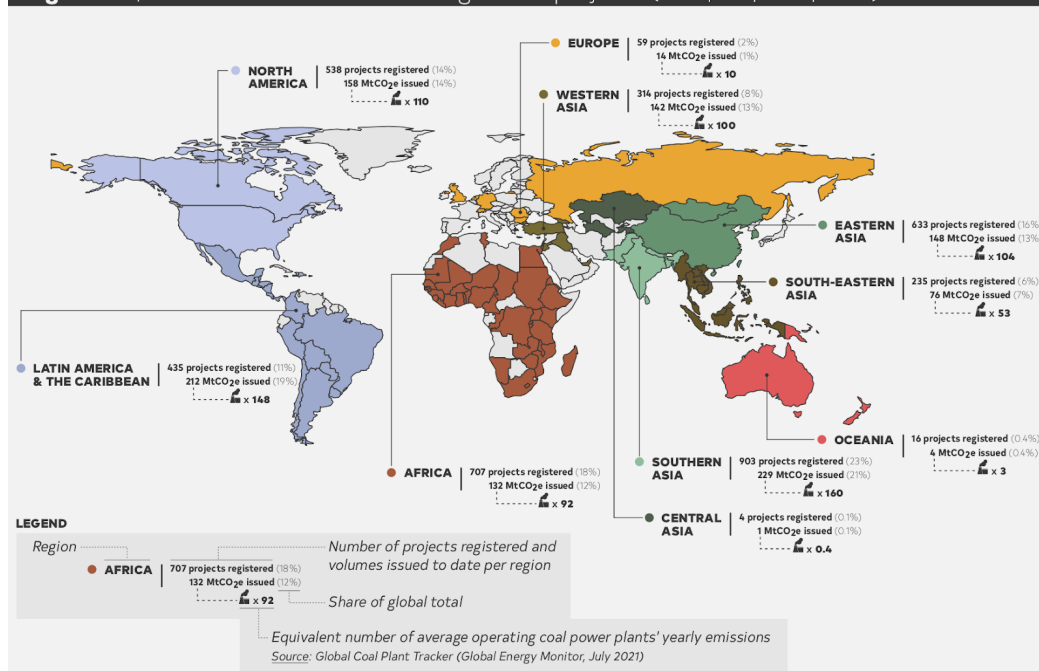 EUROPE
59 projects registered (2%)
14 MtCO2e issued (1%)
x 10
NORTH
AMERICA
538 projects registered (14%)
158 MtCO2e issued (14%)
x 110
WESTERN
ASIA
314 projects registered (8%)
142 MtCO2e issued (13%)
x 100
EASTERN
ASIA
633 projects registered (16%)
148 MtCO2e issued (13%)
x 104
SOUTH-EASTERN
ASIA
235 projects registered (6%)
76 MtCO2e issued (7%)
x 53
LATIN AMERICA
& THE CARIBBEAN
435 projects registered (11%)
212 MtCO2e issued (19%)
x 148
OCEANIA
16 projects registered (0.4%)
4 MtCO2e issued (0.4%)
x 3
AFRICA
707 projects registered (18%)
132 MtCO2e issued (12%)
x 92
SOUTHERN
ASIA
903 projects registered (23%)
229 MtCO2e issued (21%)
x 160
CENTRAL
ASIA
4 projects registered (0.1%)
1 MtCO2e issued (0.1%)
x 0.4
LEGEND
Region
Number of projects registered and
volumes issued to date per region
AFRICA
707 projects registered (18%)
132 MtCO2e issued (12%)
x 92
Share of global total
Equivalent number of average operating coal power plants' yearly emissions
Source: Global Coal Plant Tracker (Global Energy Monitor, July 2021)